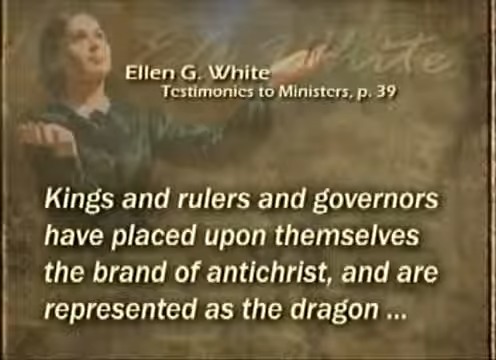 Ellen G. White
Testimonies to Ministers, p. 39
Kings and rulers and governors
have placed upon themselves
the brand of antichrist, and are
represented as the dragon ...